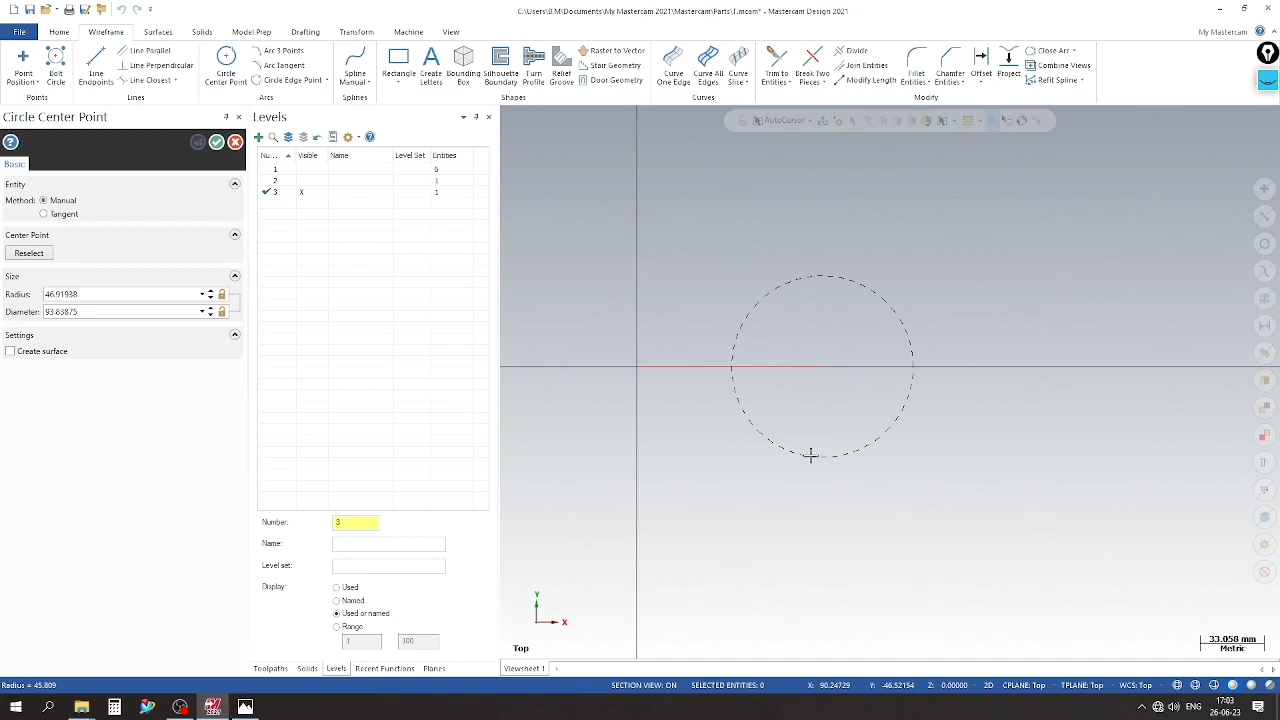 C:\Users\B.M\Documents\My Mastercam 2021\Mastercam\Parts\T.mcam* - Mastercam Design 2021
File Home Wireframe Surfaces Solids Model Prep Drafting Transform Machine View My Mastercam
Point Position
Bolt Circle
Points
Line Endpoints
Line Parallel
Line Perpendicular
Line Closest
Lines
Circle Center Point
Arc 3 Points
Arc Tangent
Circle Edge Point
Arcs
Spline Manual
Splines
Rectangle
Create Letters
Bounding Box
Silhouette Boundary
Turn Profile
Relief Groove
Raster to Vector
Stair Geometry
Door Geometry
Shapes
Curve One Edge
Curve All Edges
Curve Slice
Curves
Trim to Entities
Break Two Pieces
Divide
Join Entities
Modify Length
Fillet Entities
Chamfer Entities
Offset
Project
Close Arc
Combine Views
Refit Spline
Modify
Circle Center Point
Basic
Entity
Method: Manual
Tangent
Center Point
Reselect
Size
Radius: 46.91938
Diameter: 93.83875
Settings
Create surface
Levels
Nu... Visible Name Level Set Entities
1 6
2 1
3 X 1
Number: 3
Name:
Level set:
Display: Used
Named
Used or named
Range
1 100
Toolpaths Solids Levels Recent Functions Planes
AutoCursor
Y
X
Top
33.058 mm
Metric
Viewsheet 1 +
Radius = 45.809 SECTION VIEW: ON SELECTED ENTITIES: 0 X: 90.24729 Y: -46.52154 Z: 0.00000 2D CPLANE: Top TPLANE: Top WCS: Top
17:03
26-06-23